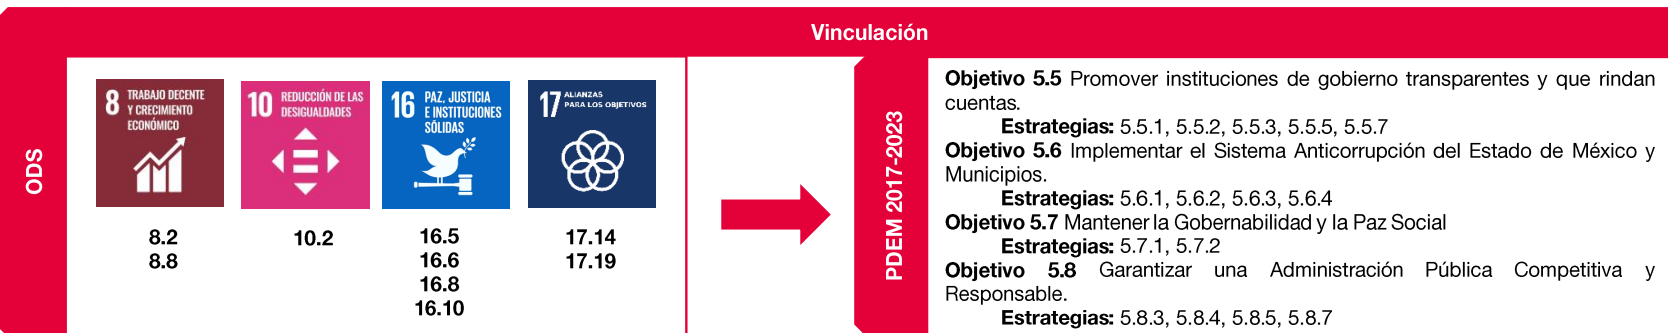 Vinculación
ODS
8 TRABAJO DECENTE
Y CRECIMIENTO
ECONÓMICO
10 REDUCCIÓN DE LAS
DESIGUALDADES
16 PAZ, JUSTICIA
E INSTITUCIONES
SÓLIDAS
17 ALIANZAS
PARA LOS OBJETIVOS
8.2
8.8
10.2
16.5
16.6
16.8
16.10
17.14
17.19
PDEM 2017-2023
Objetivo 5.5 Promover instituciones de gobierno transparentes y que rindan
cuentas.
Estrategias: 5.5.1, 5.5.2, 5.5.3, 5.5.5, 5.5.7
Objetivo 5.6 Implementar el Sistema Anticorrupción del Estado de México y
Municipios.
Estrategias: 5.6.1, 5.6.2, 5.6.3, 5.6.4
Objetivo 5.7 Mantener la Gobernabilidad y la Paz Social
Estrategias: 5.7.1, 5.7.2
Objetivo 5.8 Garantizar una Administración Pública Competitiva y
Responsable.
Estrategias: 5.8.3, 5.8.4, 5.8.5, 5.8.7